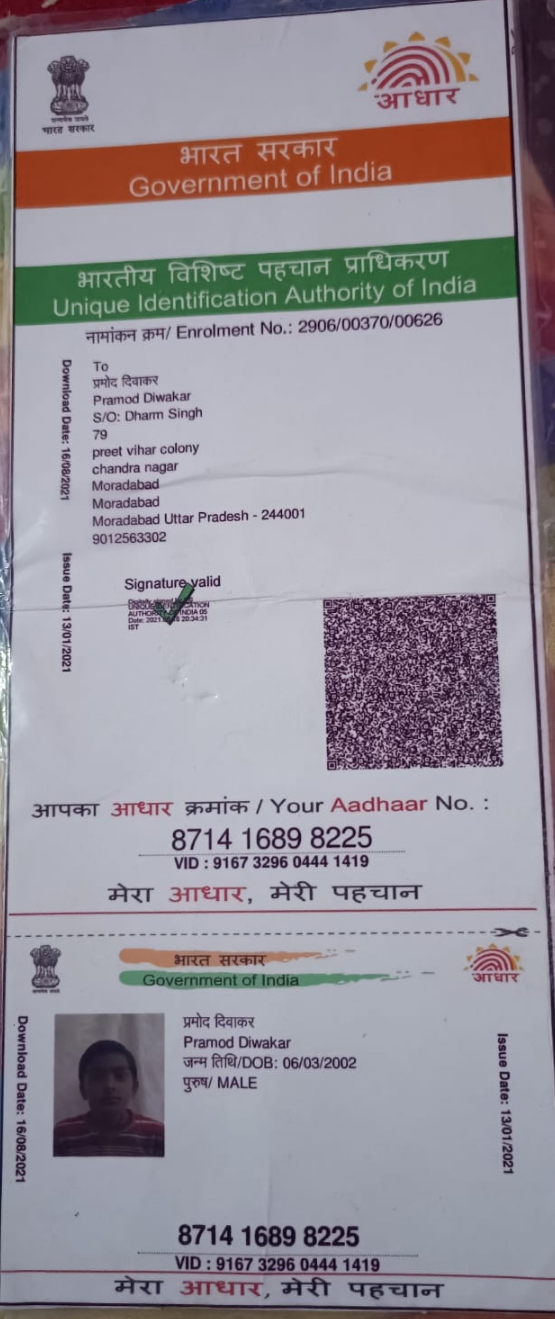 भारत सरकार
आधार
भारत सरकार
Government of India
भारतीय विशिष्ट पहचान प्राधिकरण
Unique Identification Authority of India
नामांकन क्रम/ Enrolment No.: 2906/00370/00626
To
प्रमोद दिवाकर
Pramod Diwakar
S/O: Dharm Singh
79
preet vihar colony
chandra nagar
Moradabad
Moradabad
Moradabad Uttar Pradesh - 244001
9012563302
Download Date: 16/08/2021
Issue Date: 13/01/2021
Signature valid
IST
आपका आधार क्रमांक / Your Aadhaar No. :
8714 1689 8225
VID : 9167 3296 0444 1419
मेरा आधार, मेरी पहचान
भारत सरकार
Government of India
आधार
Download Date: 16/08/2021
प्रमोद दिवाकर
Pramod Diwakar
जन्म तिथि/DOB: 06/03/2002
पुरुष/ MALE
Issue Date: 13/01/2021
8714 1689 8225
VID : 9167 3296 0444 1419
मेरा आधार, मेरी पहचान